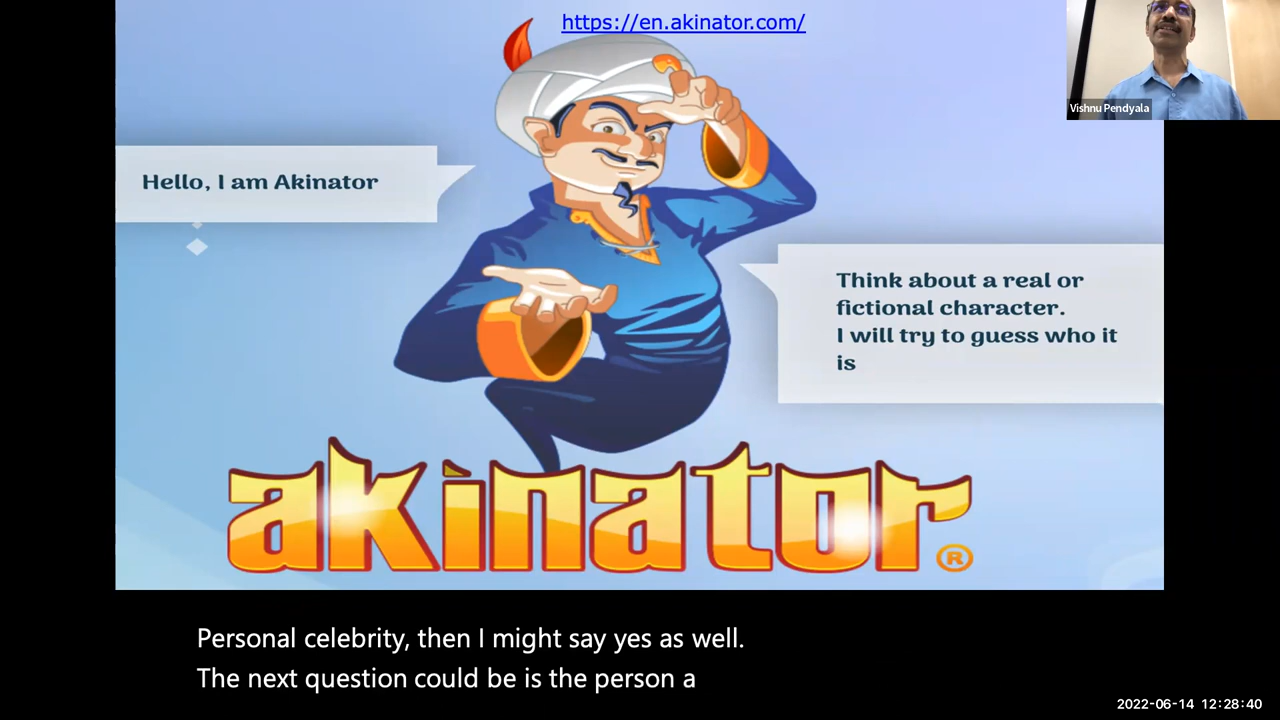 https://en.akinator.com/
Vishnu Pendyala
Hello, I am Akinator
Think about a real or
fictional character.
I will try to guess who it
is
akinator®
Personal celebrity, then I might say yes as well.
The next question could be is the person a
2022-06-14 12:28:40